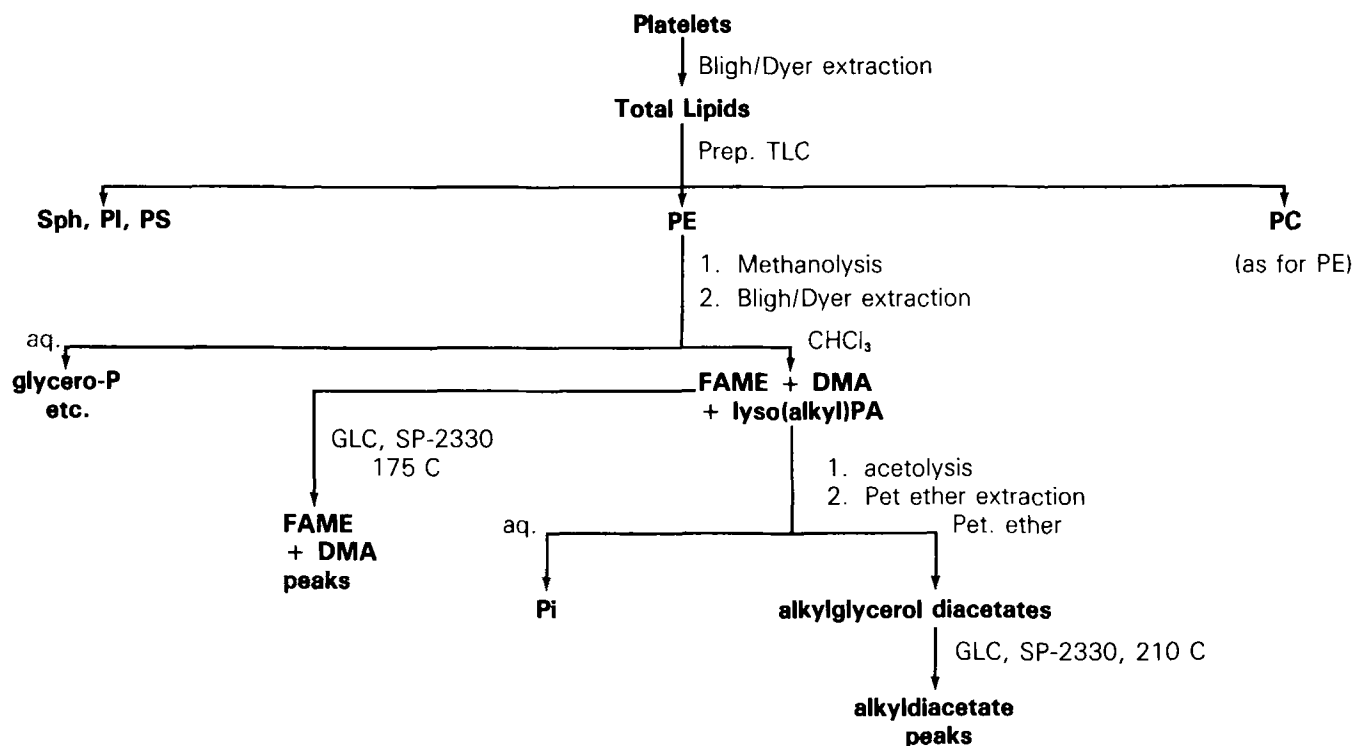 Platelets
Bligh/Dyer extraction
Total Lipids
Prep. TLC
Sph, PI, PS
PE
PC
1. Methanolysis
(as for PE)
2. Bligh/Dyer extraction
aq.
CHCl₃
glycero-P
etc.
FAME + DMA
+ lyso(alkyl)PA
GLC, SP-2330
175 C
1. acetolysis
2. Pet ether extraction
FAME
+ DMA
peaks
aq.
Pet. ether
Pi
alkylglycerol diacetates
GLC, SP-2330, 210 C
alkyldiacetate
peaks